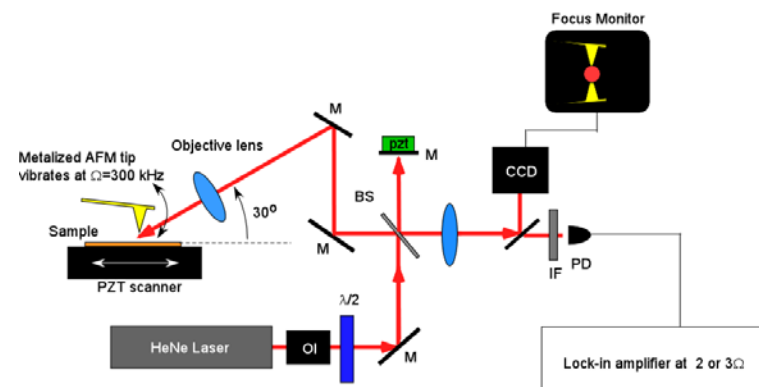 Focus Monitor
M
pzt
M
Objective lens
Metalized AFM tip
vibrates at Ω=300 kHz
CCD
BS
30⁰
Sample
M
PZT scanner
IF
PD
λ/2
HeNe Laser
OI
M
Lock-in amplifier at 2 or 3Ω